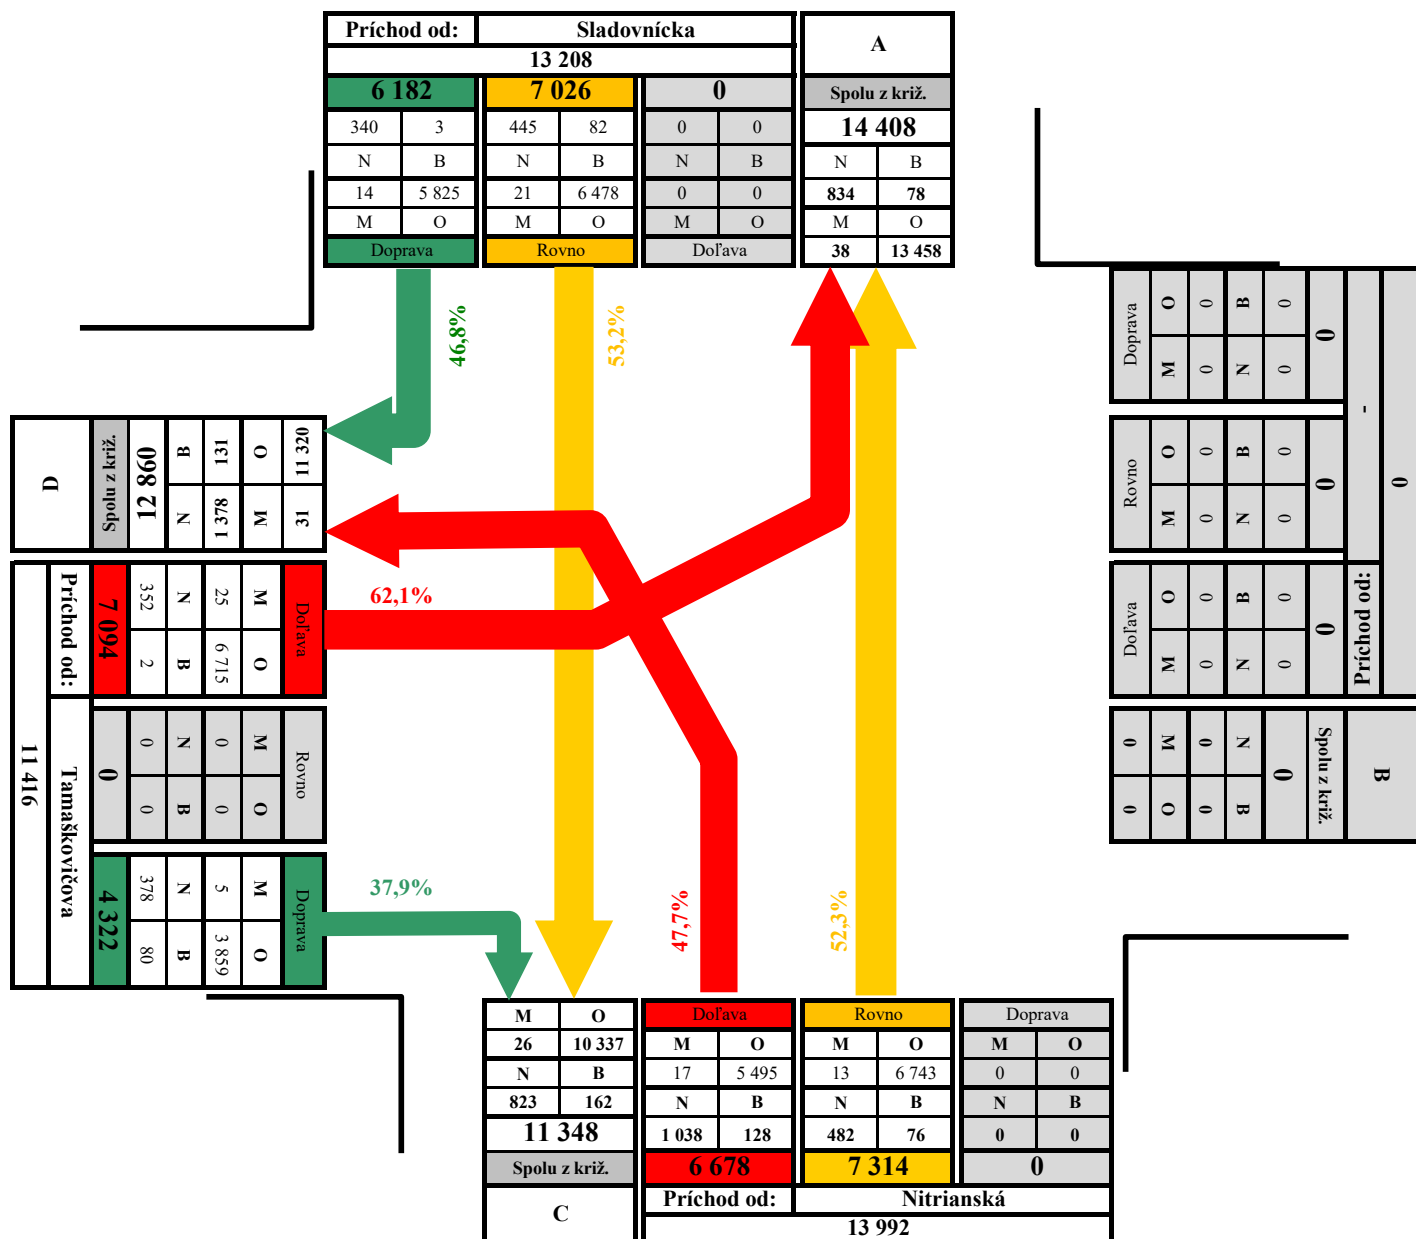 Príchod od: Sladovnícka A
13 208
6 182 7 026 0 Spolu z križ.
340 3 445 82 0 0 14 408
N B N B N B N B
14 5 825 21 6 478 0 0 834 78
M O M O M O M O
Doprava Rovno Doľava 38 13 458
46,8%
53,2%
D
Spolu z križ.
12 860
B N
131 1 378
O M
11 320 31
11 416
Príchod od: Tamaškovičova
7 094 0 4 322
352 2 0 0 378 80
N B N B N B
25 6 715 0 0 5 3 859
M O M O M O
Doľava Rovno Doprava
62,1%
37,9%
47,7%
52,3%
0
- Príchod od:
0 0 0
0 0 0 0 0 0
B N B N B N
0 0 0 0 0 0
O M O M O M
Doprava Rovno Doľava
B
Spolu z križ.
0
N B
0 0
M O
0 0
M O Doľava Rovno Doprava
26 10 337 M O M O M O
N B 17 5 495 13 6 743 0 0
823 162 N B N B N B
11 348 1 038 128 482 76 0 0
Spolu z križ. 6 678 7 314 0
C Príchod od: Nitrianská
13 992